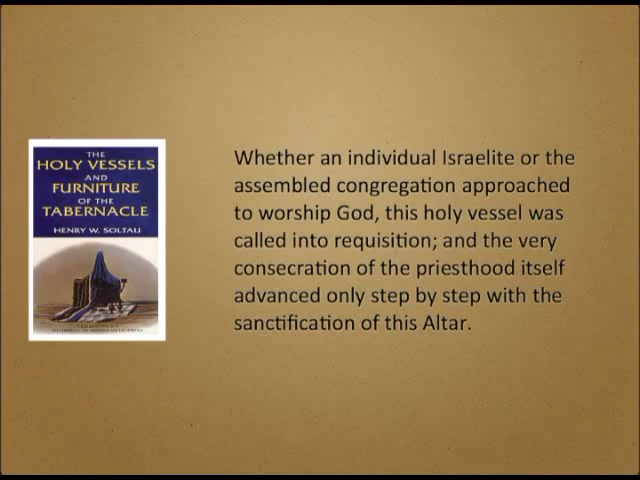 THE
HOLY VESSELS
AND
FURNITURE
OF THE
TABERNACLE
HENRY W. SOLTAU
Whether an individual Israelite or the
assembled congregation approached
to worship God, this holy vessel was
called into requisition; and the very
consecration of the priesthood itself
advanced only step by step with the
sanctification of this Altar.